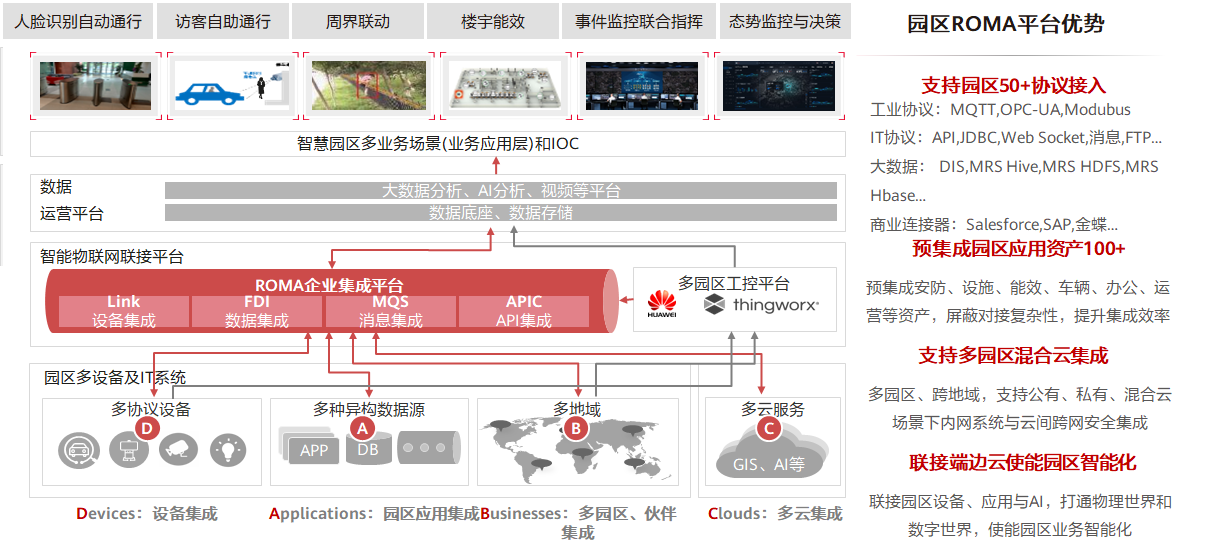 人脸识别自动通行
访客自助通行
周界联动
楼宇能效
事件监控联合指挥
态势监控与决策
智慧园区多业务场景(业务应用层)和IOC
数据
运营平台
大数据分析、AI分析、视频等平台
数据底座、数据存储
智能物联网联接平台
ROMA企业集成平台
Link
设备集成
FDI
数据集成
MQS
消息集成
APIC
API集成
多园区工控平台
HUAWEI
thingworx
园区多设备及IT系统
多协议设备
D
多种异构数据源
A
APP
DB
多地域
B
多云服务
C
GIS、AI等
Devices：设备集成
Applications：园区应用集成
Businesses：多园区、伙伴
集成
Clouds：多云集成
园区ROMA平台优势
支持园区50+协议接入
工业协议：MQTT,OPC-UA,Modubus
IT协议：API,JDBC,Web Socket,消息,FTP...
大数据： DIS,MRS Hive,MRS HDFS,MRS
Hbase...
商业连接器：Salesforce,SAP,金蝶...
预集成园区应用资产100+
预集成安防、设施、能效、车辆、办公、运
营等资产，屏蔽对接复杂性，提升集成效率
支持多园区混合云集成
多园区、跨地域，支持公有、私有、混合云
场景下内网系统与云间跨网安全集成
联接端边云使能园区智能化
联接园区设备、应用与AI，打通物理世界和
数字世界，使能园区业务智能化